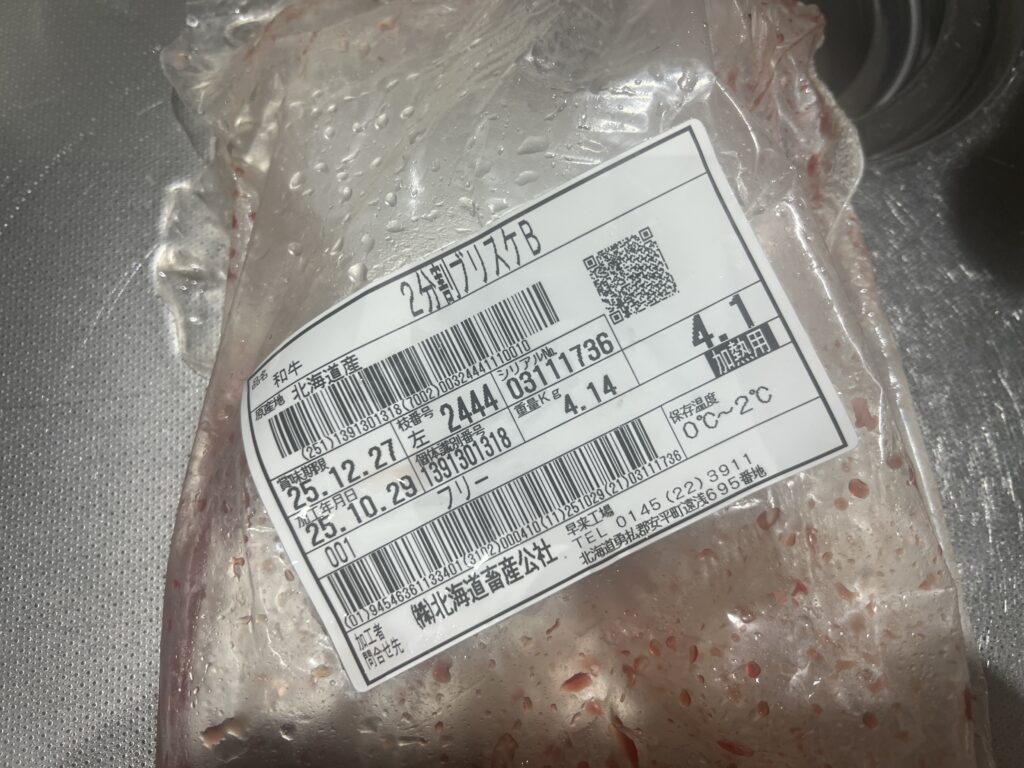 2分割ブリスケB
品名 和牛
原産地 北海道産
(251)1391301318(7002)0032444110010
賞味期限 25.12.27
枝番号 左 2444
シリアル№ 03111736
4.1
加熱用
加工年月日 25.10.29
個体識別番号 1391301318
重量Kg 4.14
001 フリー
保存温度 0℃～2℃
(01)94546361133401(3102)000410(11)251029(21)03111736
加工者
問合せ先
㈱北海道畜産公社
早来工場
TEL 0145(22)3911
北海道勇払郡安平町遠浅695番地